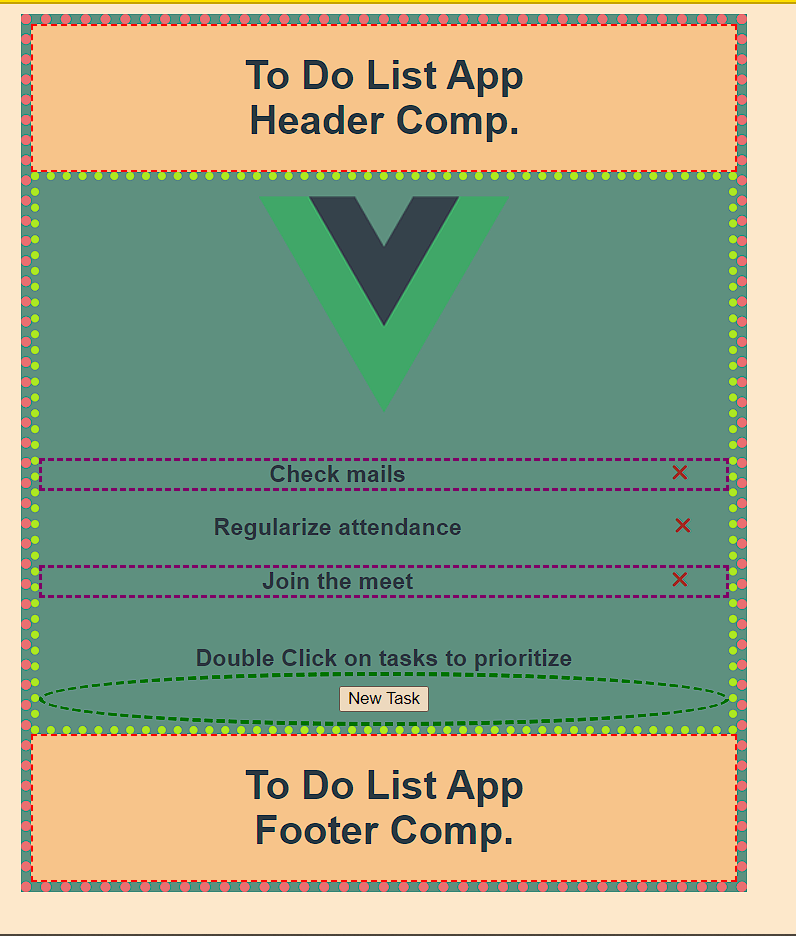 To Do List App
Header Comp.
Check mails ✕
Regularize attendance ✕
Join the meet ✕
Double Click on tasks to prioritize
New Task
To Do List App
Footer Comp.